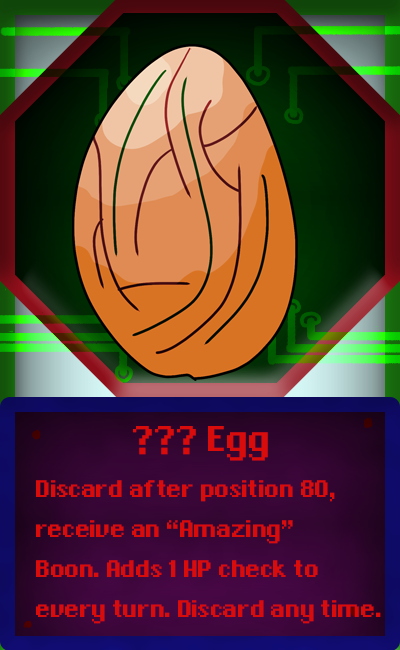 ??? Egg
Discard after position 80,
receive an “Amazing”
Boon. Adds 1 HP check to
every turn. Discard any time.